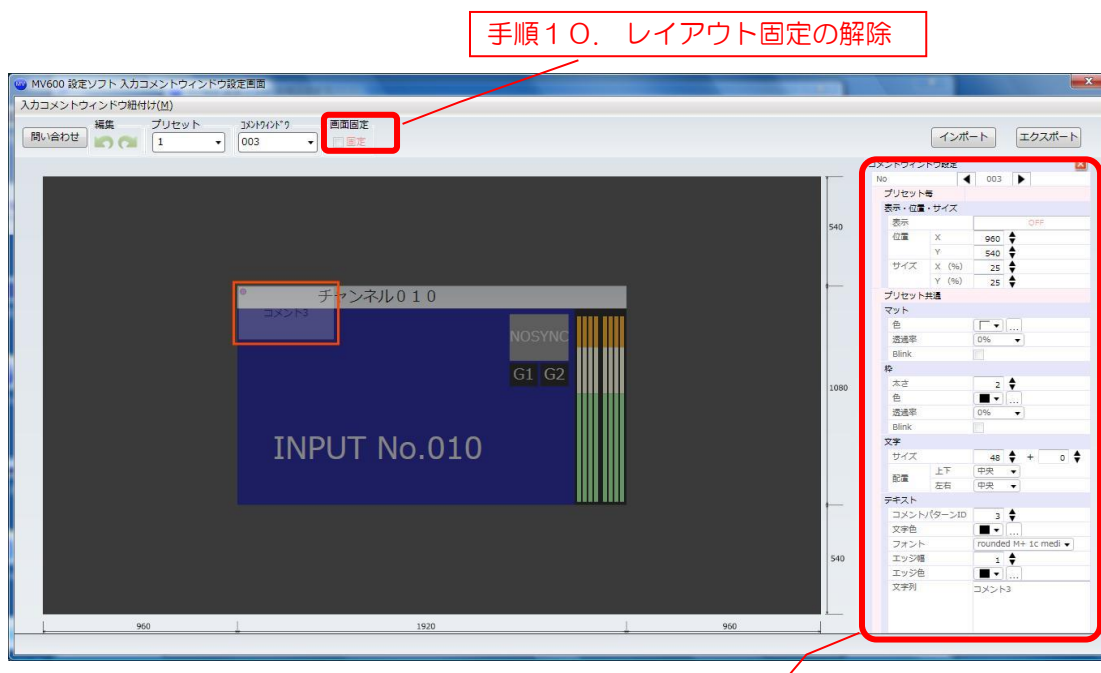 手順１０． レイアウト固定の解除
MV600 設定ソフト 入力コメントウィンドウ設定画面
入力コメントウィンドウ紐付け(M)
問い合わせ
編集
プリセット
1
ｺﾒﾝﾄｳｨﾝﾄﾞｳ
003
画面固定
固定
インポート
エクスポート
チャンネル０１０
コメント3
NOSYNC
G1 G2
INPUT No.010
540
1080
540
960
1920
960
コメントウィンドウ設定
No 003
プリセット毎
表示・位置・サイズ
表示 OFF
位置 X 960
Y 540
サイズ X (%) 25
Y (%) 25
プリセット共通
マット
色 ...
透過率 0%
Blink
枠
太さ 2
色 ...
透過率 0%
Blink
文字
サイズ 48 + 0
配置 上下 中央
左右 中央
テキスト
コメントパターンID 3
文字色 ...
フォント rounded M+ 1c medi
エッジ幅 1
エッジ色 ...
文字列 コメント3